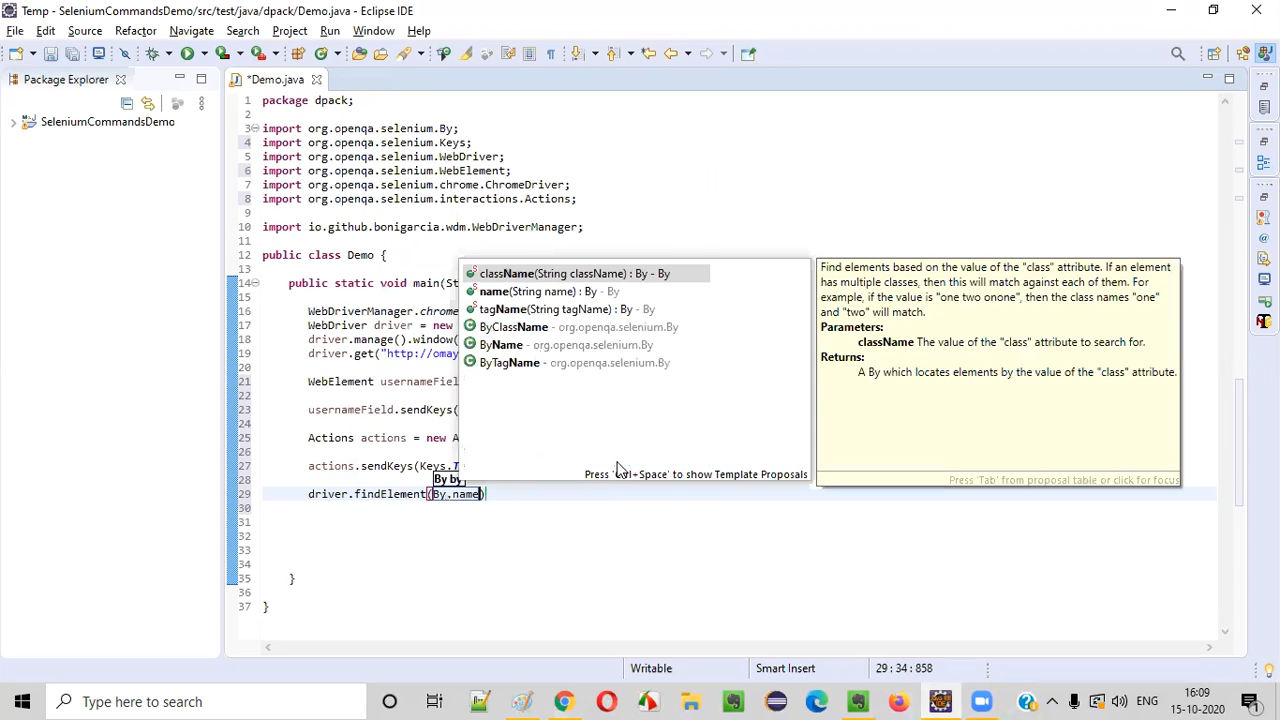 Temp - SeleniumCommandsDemo/src/test/java/dpack/Demo.java - Eclipse IDE
File Edit Source Refactor Navigate Search Project Run Window Help
Package Explorer
*Demo.java
SeleniumCommandsDemo
1 package dpack;
2
3 import org.openqa.selenium.By;
4 import org.openqa.selenium.Keys;
5 import org.openqa.selenium.WebDriver;
6 import org.openqa.selenium.WebElement;
7 import org.openqa.selenium.chrome.ChromeDriver;
8 import org.openqa.selenium.interactions.Actions;
9
10 import io.github.bonigarcia.wdm.WebDriverManager;
11
12 public class Demo {
13
14 public static void main(St
15
16 WebDriverManager.chrome
17 WebDriver driver = new
18 driver.manage().window(
19 driver.get("http://omay
20
21 WebElement usernameFiel
22
23 usernameField.sendKeys(
24
25 Actions actions = new A
26
27 actions.sendKeys(Keys.T
28
By by
29 driver.findElement(By.name)
30
31
32
33
34
35 }
36
37 }
className(String className) : By - By
name(String name) : By - By
tagName(String tagName) : By - By
ByClassName - org.openqa.selenium.By
ByName - org.openqa.selenium.By
ByTagName - org.openqa.selenium.By
Press 'Ctrl+Space' to show Template Proposals
Find elements based on the value of the "class" attribute. If an element
has multiple classes, then this will match against each of them. For
example, if the value is "one two onone", then the class names "one"
and "two" will match.
Parameters:
className The value of the "class" attribute to search for.
Returns:
A By which locates elements by the value of the "class" attribute.
Press 'Tab' from proposal table or click for focus
Writable Smart Insert 29 : 34 : 858
Type here to search
ENG
16:09
15-10-2020